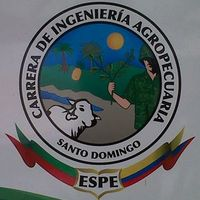 CARRERA DE INGENIERÍA AGROPECUARIA
SANTO DOMINGO
ESPE